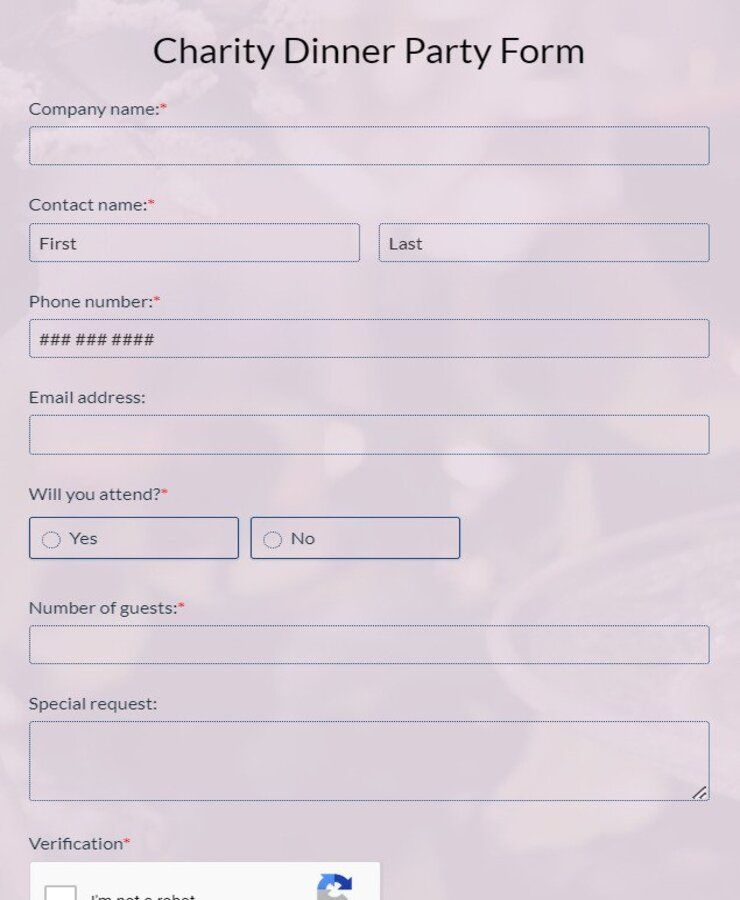 Charity Dinner Party Form
Company name:*
Contact name:*
First Last
Phone number:*
### ### ####
Email address:
Will you attend?*
Yes No
Number of guests:*
Special request:
Verification*
I'm not a robot